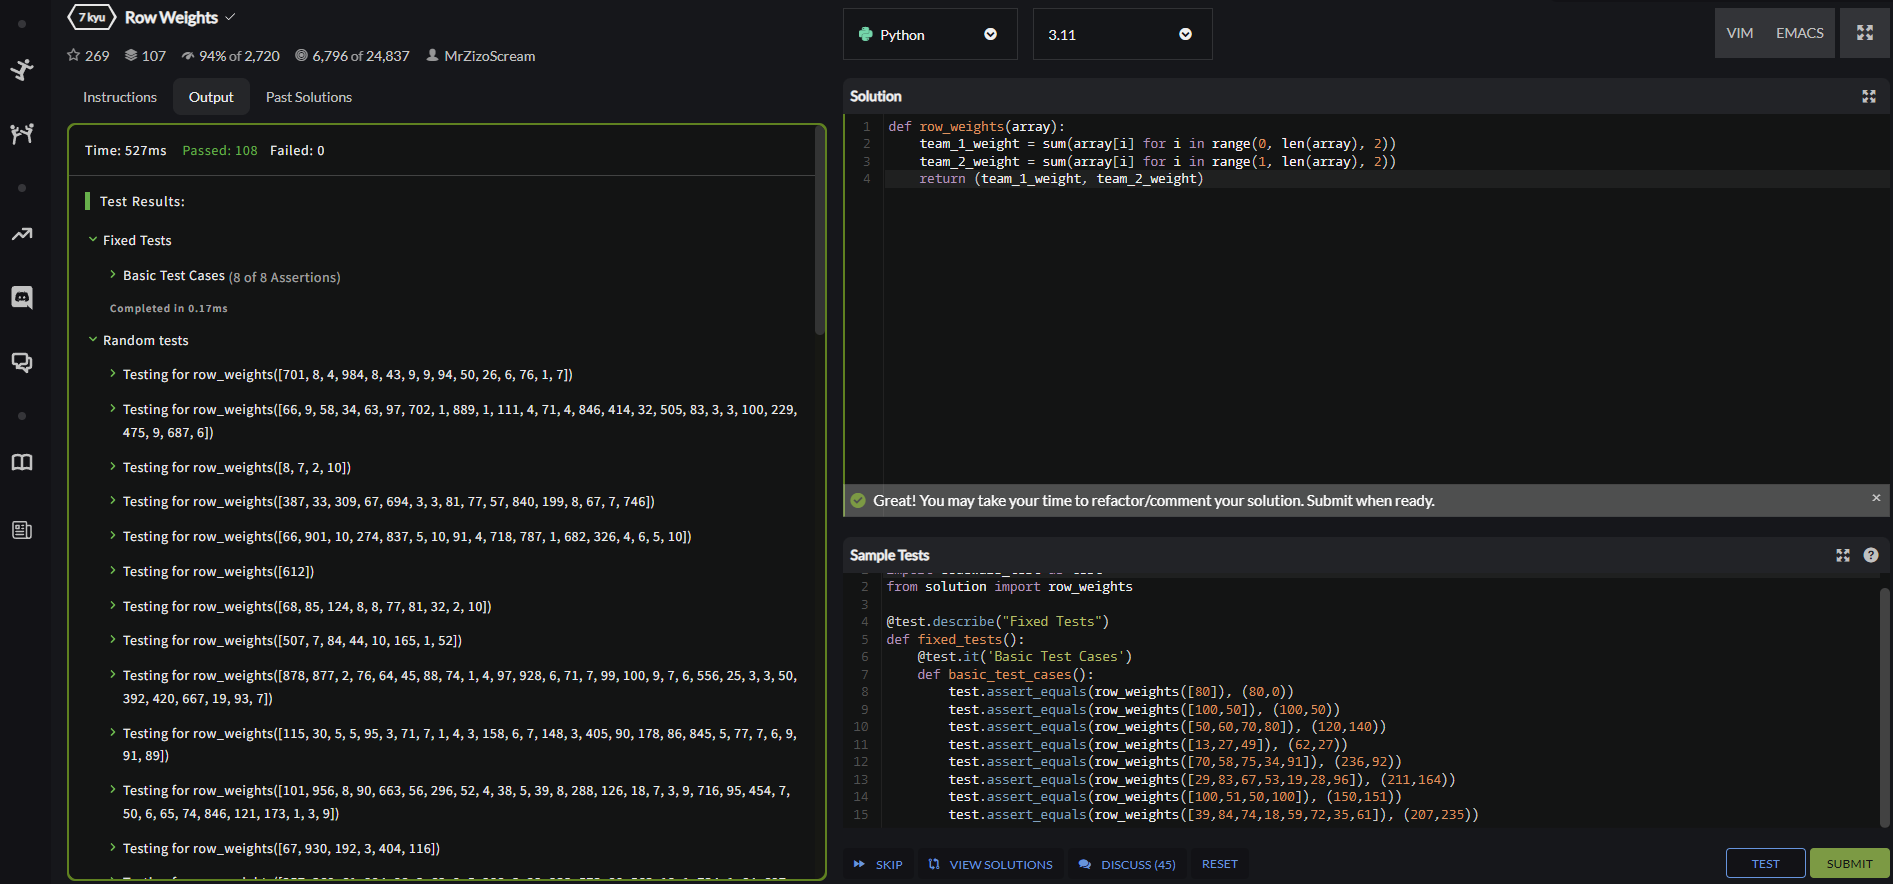 7 kyu Row Weights
269 107 94% of 2,720 6,796 of 24,837 MrZizoScream
Instructions Output Past Solutions
Time: 527ms Passed: 108 Failed: 0
Test Results:
Fixed Tests
Basic Test Cases (8 of 8 Assertions)
Completed in 0.17ms
Random tests
Testing for row_weights([701, 8, 4, 984, 8, 43, 9, 9, 94, 50, 26, 6, 76, 1, 7])
Testing for row_weights([66, 9, 58, 34, 63, 97, 702, 1, 889, 1, 111, 4, 71, 4, 846, 414, 32, 505, 83, 3, 3, 100, 229,
475, 9, 687, 6])
Testing for row_weights([8, 7, 2, 10])
Testing for row_weights([387, 33, 309, 67, 694, 3, 3, 81, 77, 57, 840, 199, 8, 67, 7, 746])
Testing for row_weights([66, 901, 10, 274, 837, 5, 10, 91, 4, 718, 787, 1, 682, 326, 4, 6, 5, 10])
Testing for row_weights([612])
Testing for row_weights([68, 85, 124, 8, 8, 77, 81, 32, 2, 10])
Testing for row_weights([507, 7, 84, 44, 10, 165, 1, 52])
Testing for row_weights([878, 877, 2, 76, 64, 45, 88, 74, 1, 4, 97, 928, 6, 71, 7, 99, 100, 9, 7, 6, 556, 25, 3, 3, 50,
392, 420, 667, 19, 93, 7])
Testing for row_weights([115, 30, 5, 5, 95, 3, 71, 7, 1, 4, 3, 158, 6, 7, 148, 3, 405, 90, 178, 86, 845, 5, 77, 7, 6, 9,
91, 89])
Testing for row_weights([101, 956, 8, 90, 663, 56, 296, 52, 4, 38, 5, 39, 8, 288, 126, 18, 7, 3, 9, 716, 95, 454, 7,
50, 6, 65, 74, 846, 121, 173, 1, 3, 9])
Testing for row_weights([67, 930, 192, 3, 404, 116])
Python 3.11 VIM EMACS
Solution
1 def row_weights(array):
2 team_1_weight = sum(array[i] for i in range(0, len(array), 2))
3 team_2_weight = sum(array[i] for i in range(1, len(array), 2))
4 return (team_1_weight, team_2_weight)
Great! You may take your time to refactor/comment your solution. Submit when ready.
Sample Tests
2 from solution import row_weights
3
4 @test.describe("Fixed Tests")
5 def fixed_tests():
6 @test.it('Basic Test Cases')
7 def basic_test_cases():
8 test.assert_equals(row_weights([80]), (80,0))
9 test.assert_equals(row_weights([100,50]), (100,50))
10 test.assert_equals(row_weights([50,60,70,80]), (120,140))
11 test.assert_equals(row_weights([13,27,49]), (62,27))
12 test.assert_equals(row_weights([70,58,75,34,91]), (236,92))
13 test.assert_equals(row_weights([29,83,67,53,19,28,96]), (211,164))
14 test.assert_equals(row_weights([100,51,50,100]), (150,151))
15 test.assert_equals(row_weights([39,84,74,18,59,72,35,61]), (207,235))
SKIP VIEW SOLUTIONS DISCUSS (45) RESET TEST SUBMIT